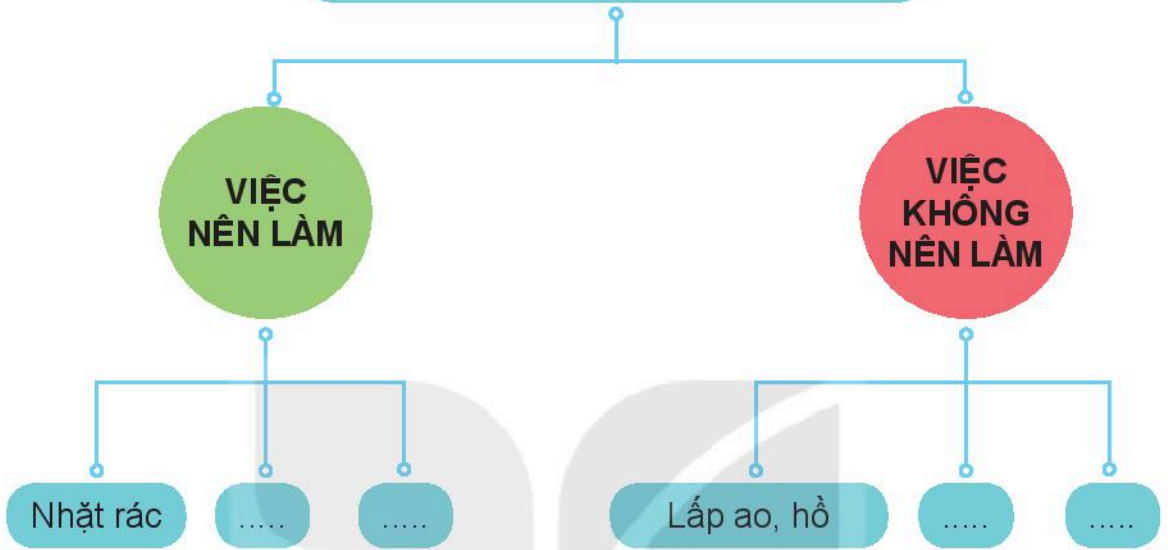 VIỆC
NÊN LÀM
VIỆC
KHÔNG
NÊN LÀM
Nhặt rác
.....
.....
Lấp ao, hồ
.....
.....